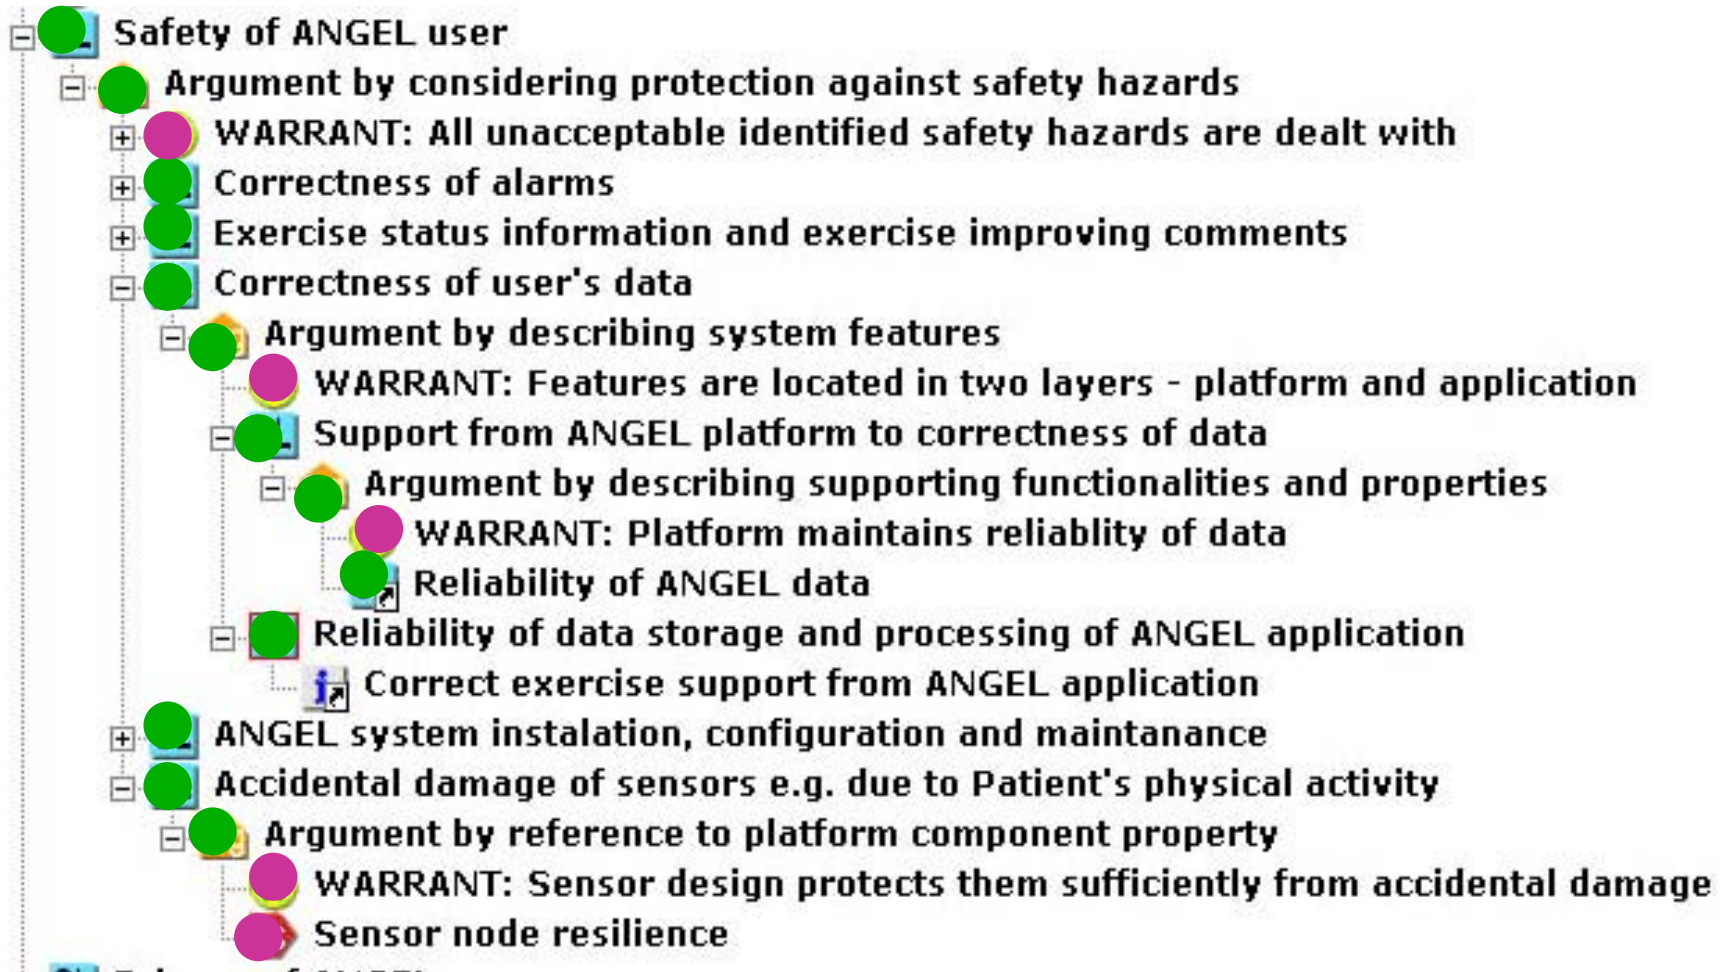 Safety of ANGEL user
Argument by considering protection against safety hazards
WARRANT: All unacceptable identified safety hazards are dealt with
Correctness of alarms
Exercise status information and exercise improving comments
Correctness of user's data
Argument by describing system features
WARRANT: Features are located in two layers - platform and application
Support from ANGEL platform to correctness of data
Argument by describing supporting functionalities and properties
WARRANT: Platform maintains reliablity of data
Reliability of ANGEL data
Reliability of data storage and processing of ANGEL application
Correct exercise support from ANGEL application
ANGEL system instalation, configuration and maintanance
Accidental damage of sensors e.g. due to Patient's physical activity
Argument by reference to platform component property
WARRANT: Sensor design protects them sufficiently from accidental damage
Sensor node resilience